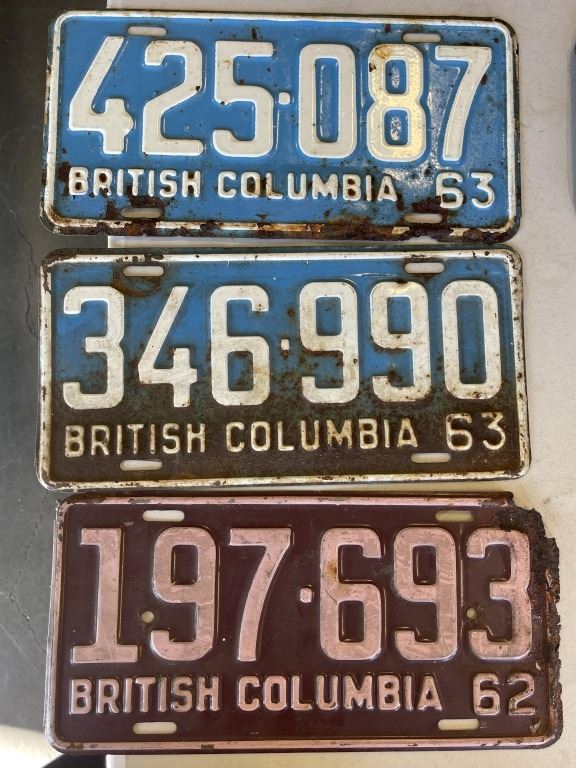 425·087
BRITISH COLUMBIA 63
346·990
BRITISH COLUMBIA 63
197·693
BRITISH COLUMBIA 62